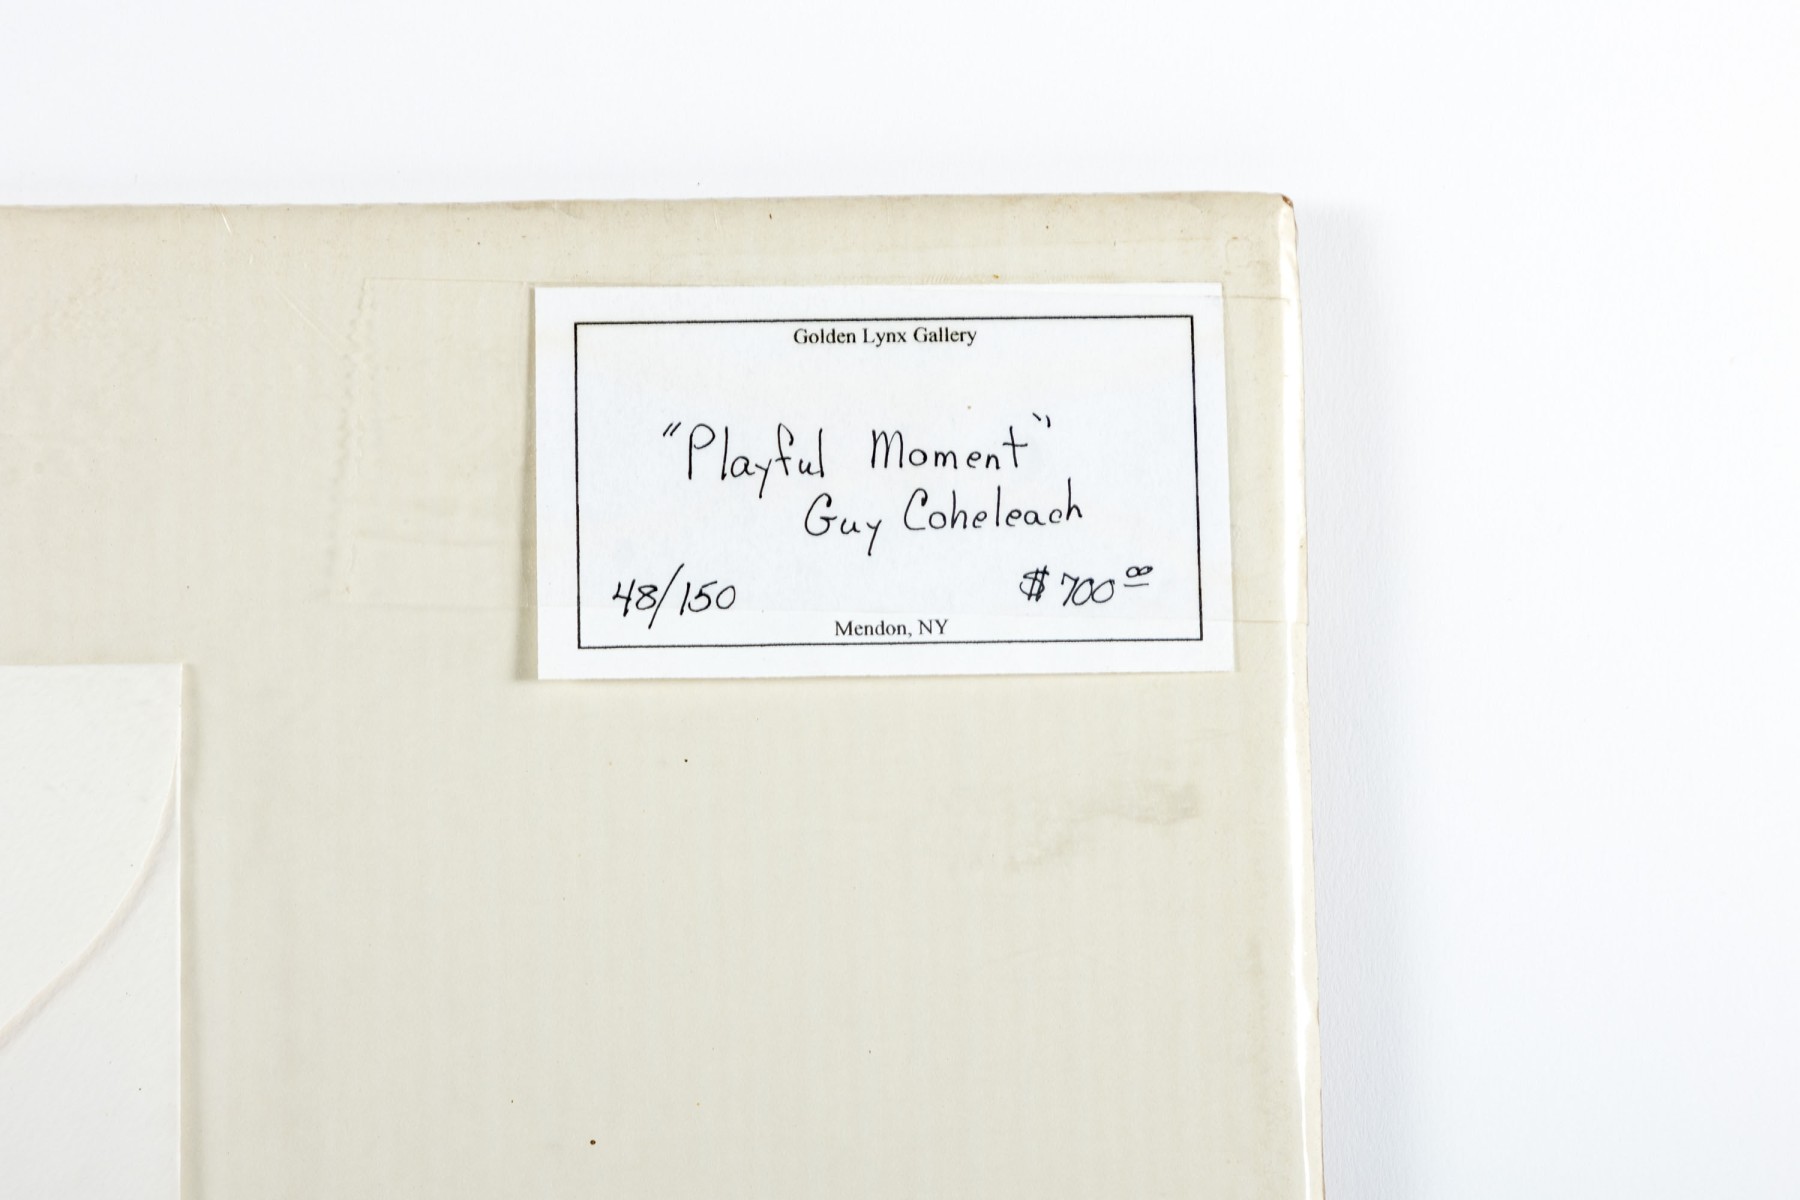 Golden Lynx Gallery
"Playful Moment"
Guy Coheleach
48/150 $700.00
Mendon, NY